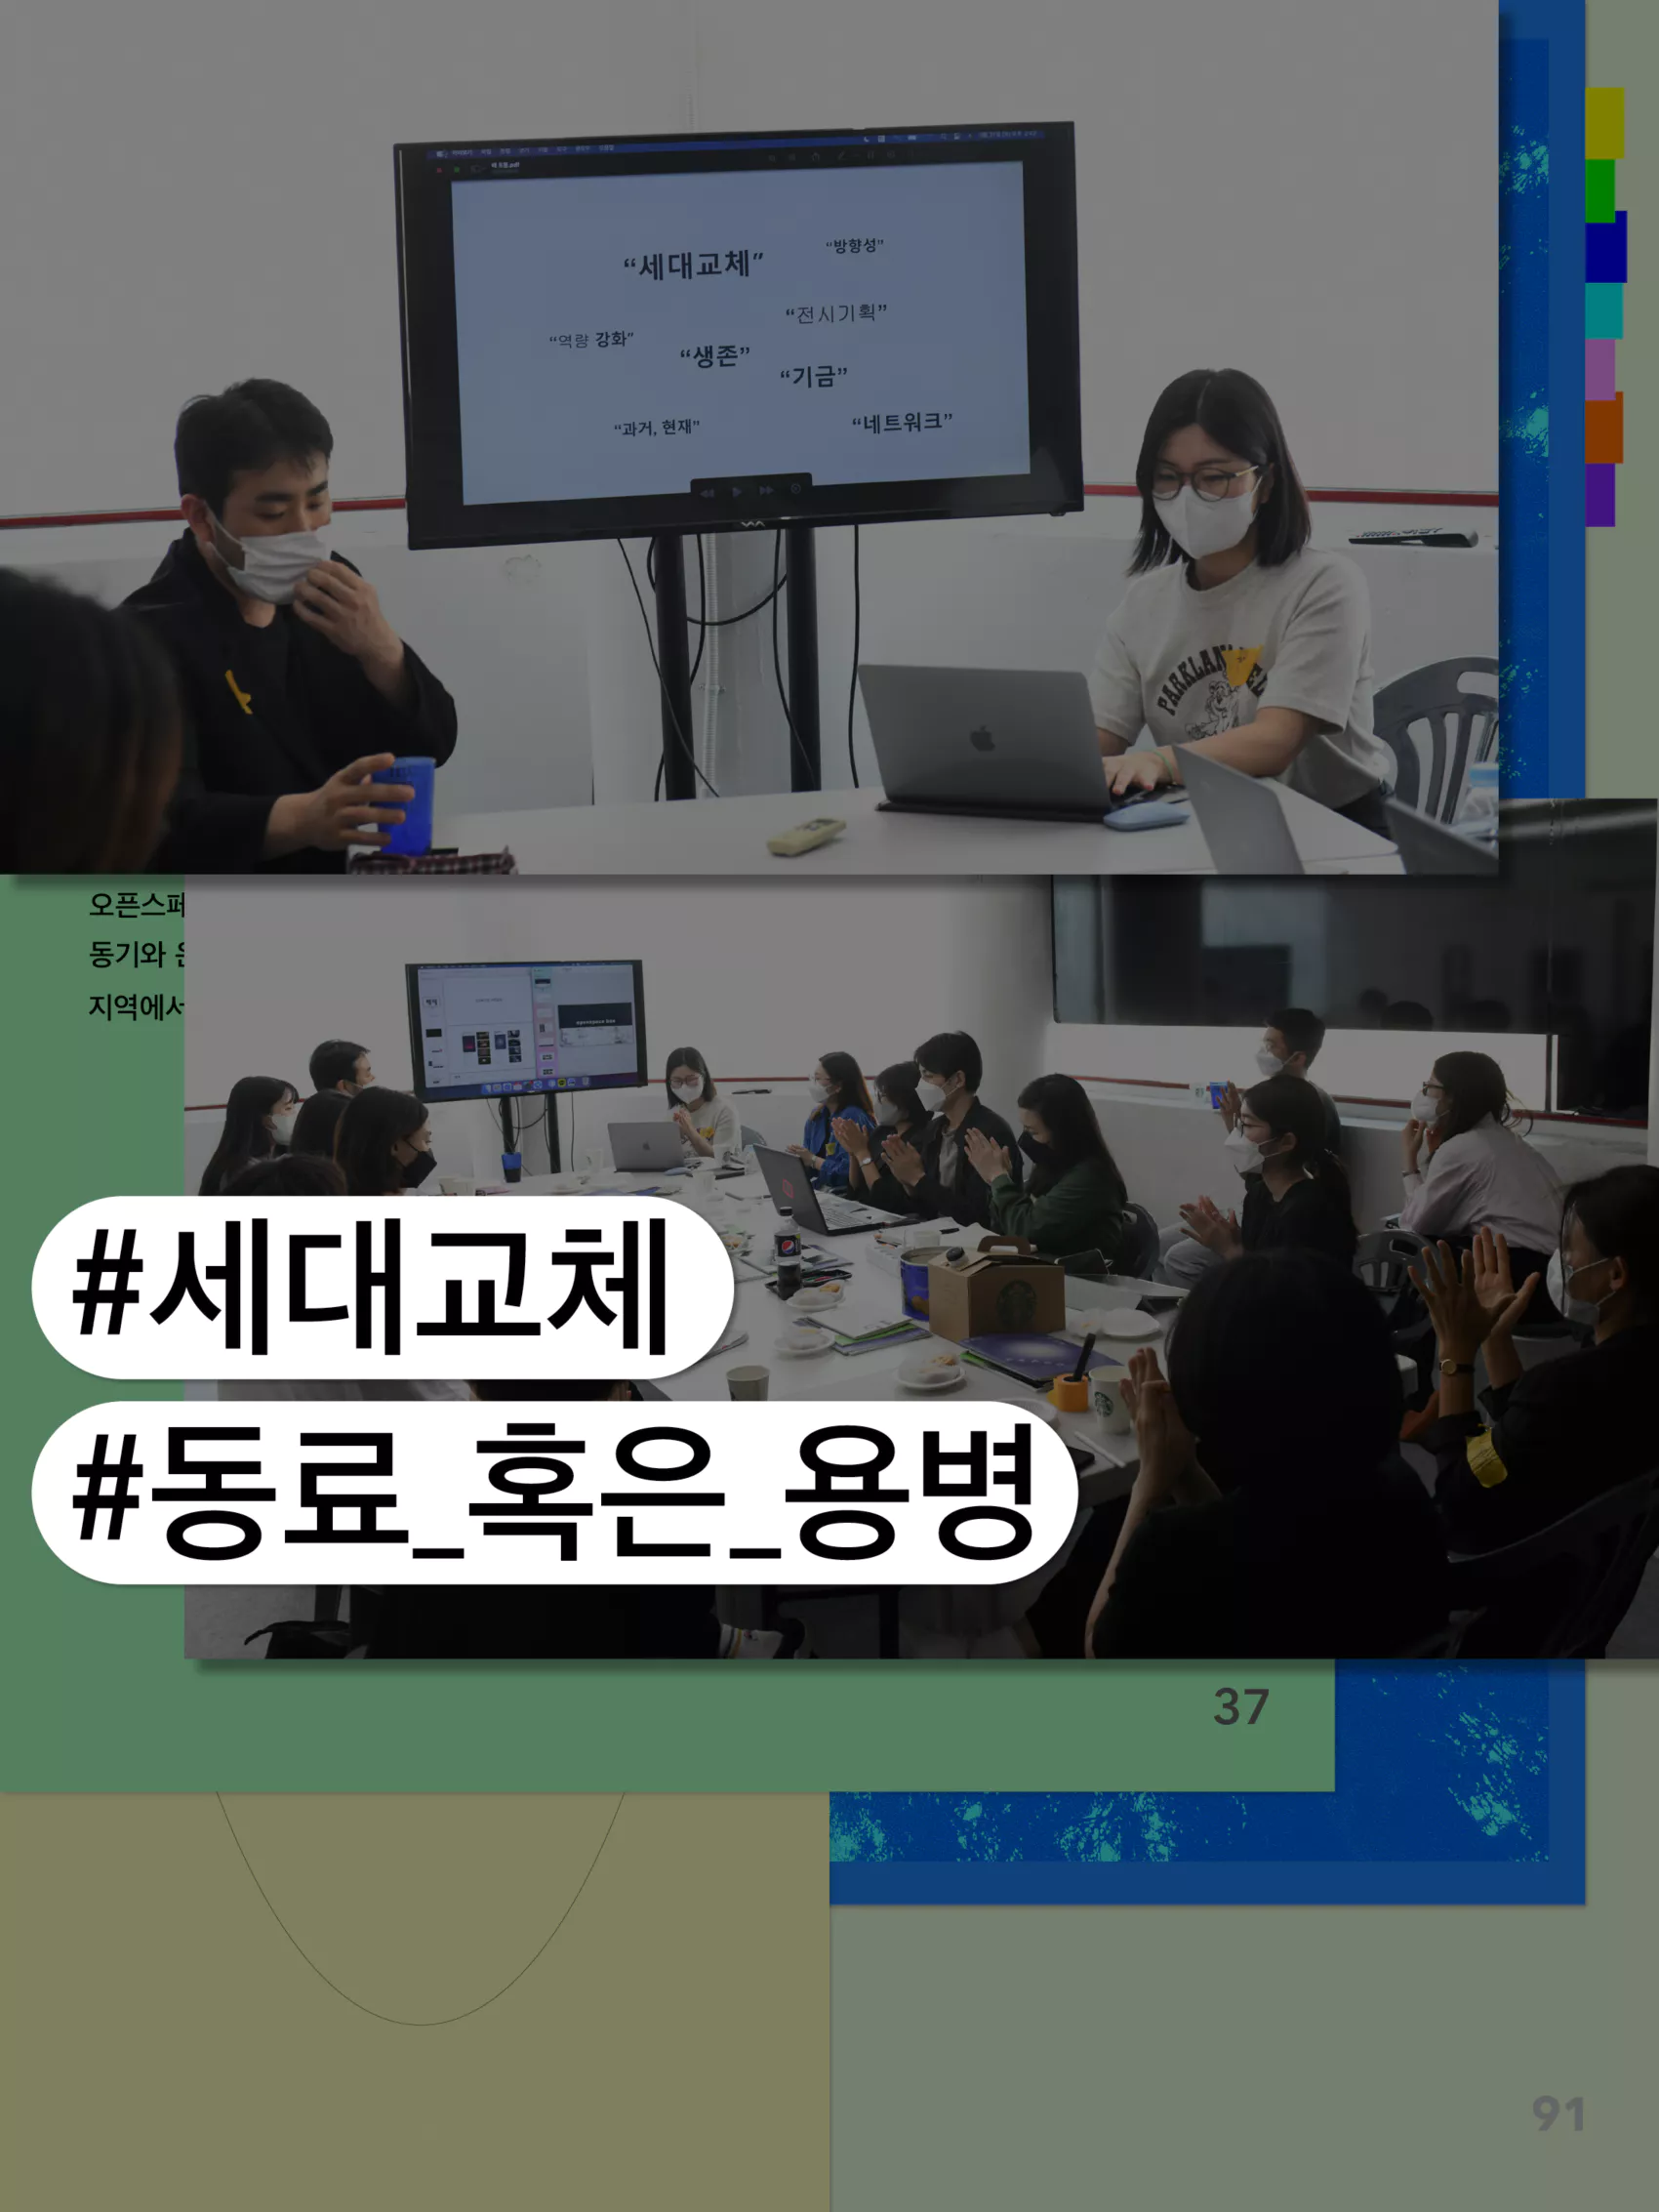 “세대교체”
“방향성”
“전시기획”
“역량 강화”
“생존”
“기금”
“과거, 현재”
“네트워크”
오픈스페
동기와
지역에서
#세대교체
#동료_혹은_용병
37
91